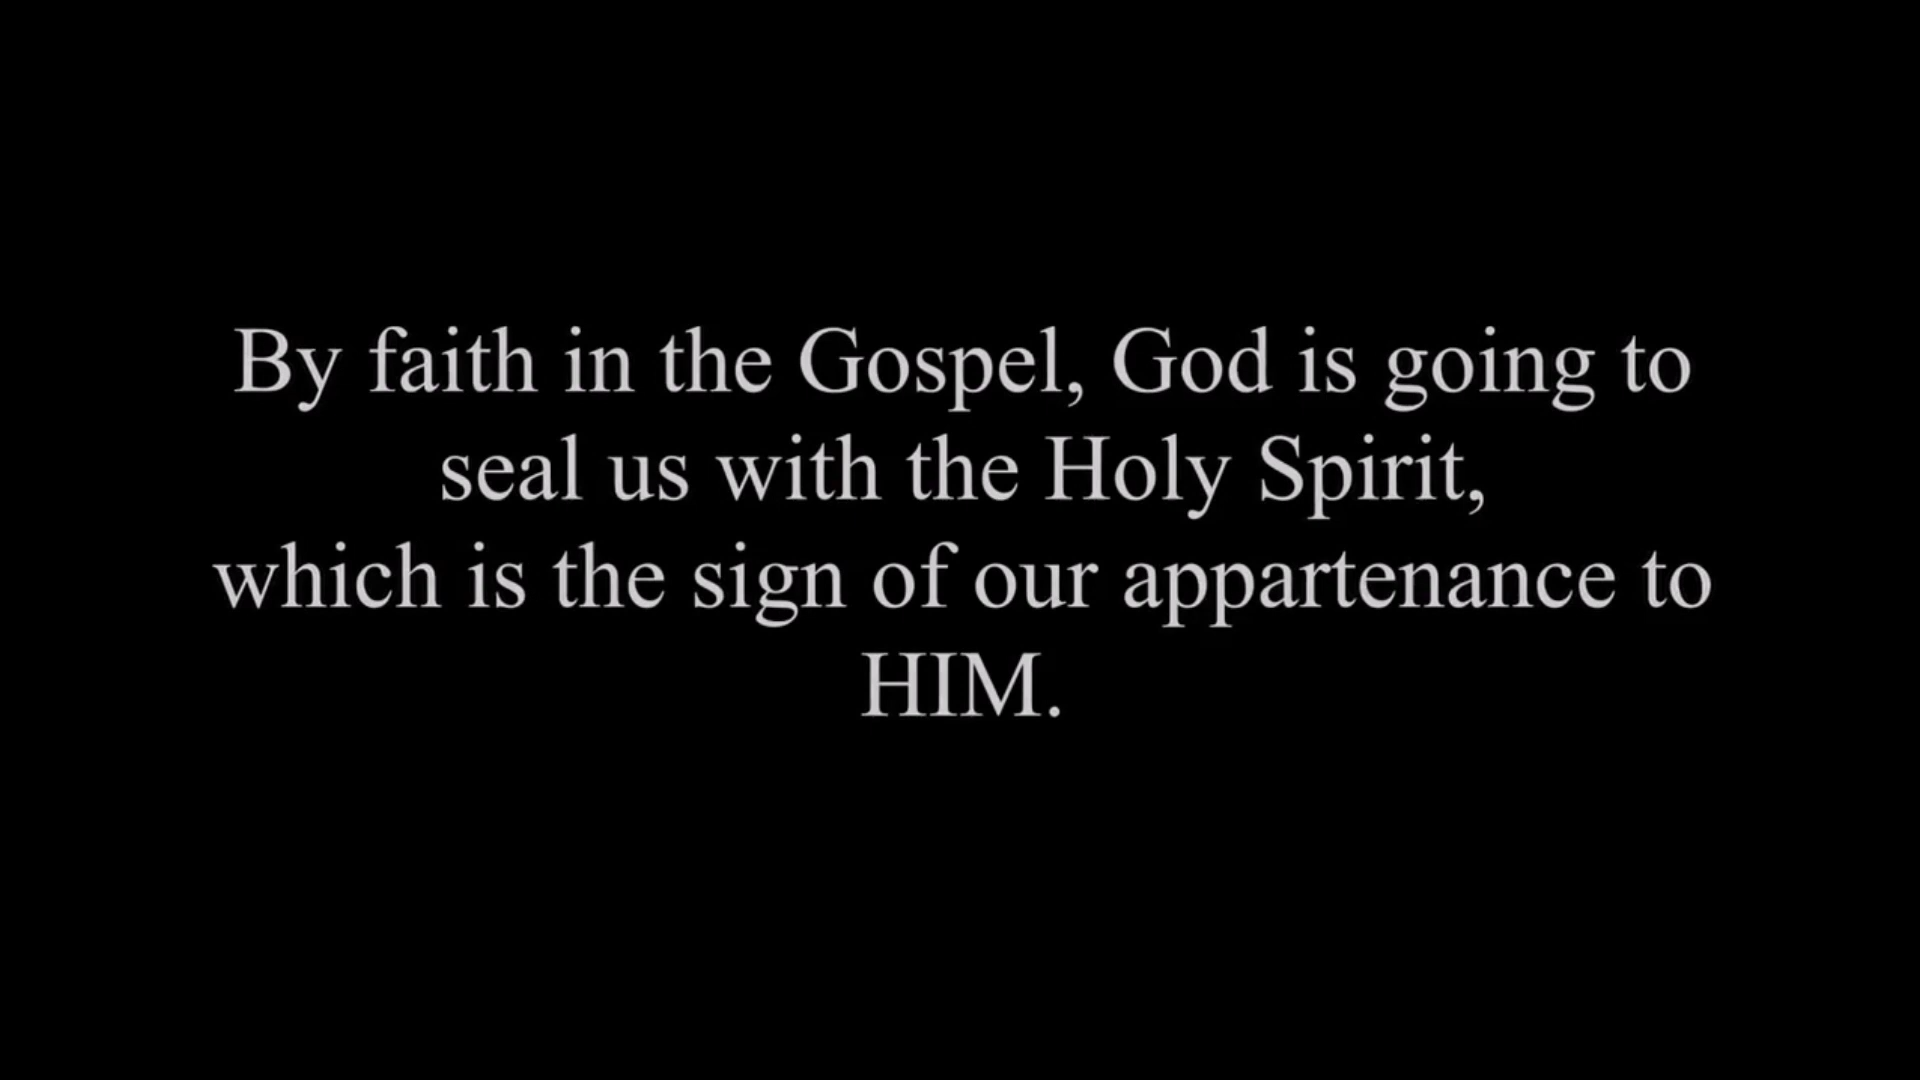 By faith in the Gospel, God is going to
seal us with the Holy Spirit,
which is the sign of our appartenance to
HIM.